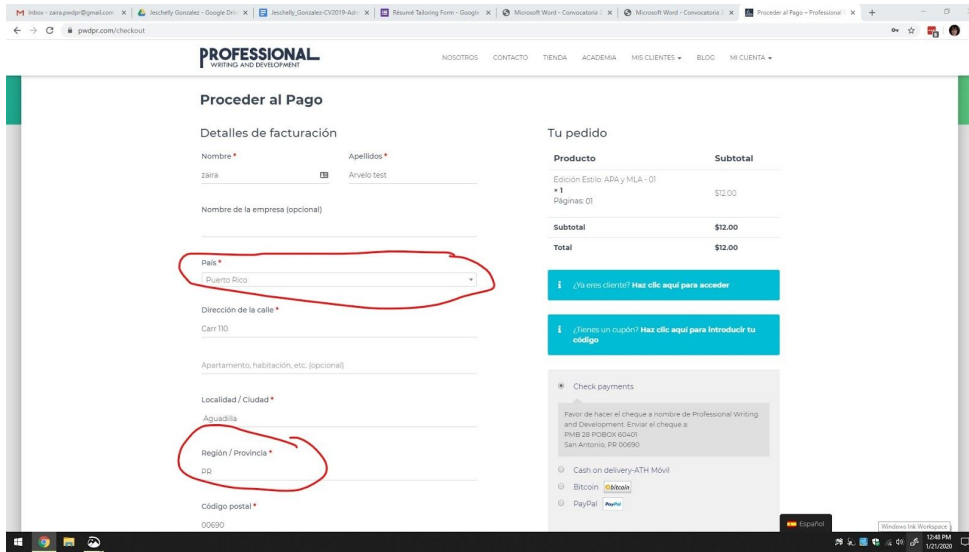 Inbox - zaira.pwdpr@gmail.com
Jeschelly Gonzalez - Google Dri
Jeschelly_Gonzalez-CV2019-Adm
Résumé Tailoring Form - Google
Microsoft Word - Convocatoria
Microsoft Word - Convocatoria
Proceder al Pago – Professional
pwdpr.com/checkout
PROFESSIONAL
WRITING AND DEVELOPMENT
NOSOTROS CONTACTO TIENDA ACADEMIA MIS CLIENTES BLOG MI CUENTA
Proceder al Pago
Detalles de facturación
Nombre * Apellidos *
zaira Arvelo test
Nombre de la empresa (opcional)
País *
Puerto Rico
Dirección de la calle *
Carr 110
Apartamento, habitación, etc. (opcional)
Localidad / Ciudad *
Aguadilla
Región / Provincia *
PR
Código postal *
00690
Tu pedido
Producto Subtotal
Edición Estilo: APA y MLA - 01
× 1 $12.00
Páginas: 01
Subtotal $12.00
Total $12.00
¿Ya eres cliente? Haz clic aquí para acceder
¿Tienes un cupón? Haz clic aquí para introducir tu
código
Check payments
Favor de hacer el cheque a nombre de Professional Writing
and Development. Enviar el cheque a:
PMB 28 POBOX 60401
San Antonio, PR 00690
Cash on delivery-ATH Móvil
Bitcoin bitcoin
PayPal PayPal
Español
Windows Ink Workspace
12:48 PM
1/21/2020